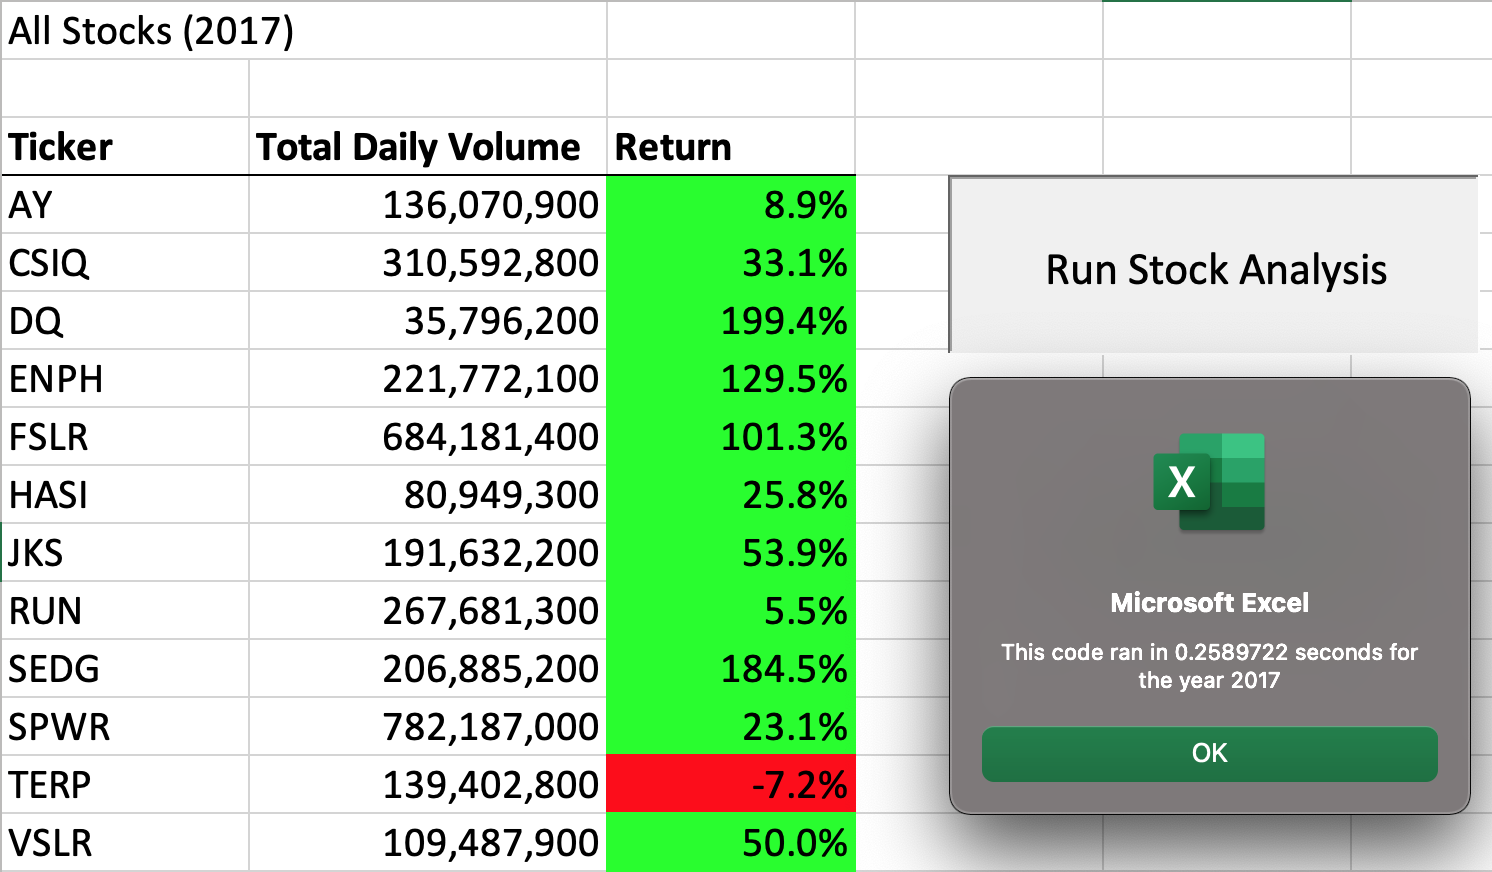 All Stocks (2017)
Ticker Total Daily Volume Return
AY 136,070,900 8.9%
CSIQ 310,592,800 33.1%
DQ 35,796,200 199.4%
ENPH 221,772,100 129.5%
FSLR 684,181,400 101.3%
HASI 80,949,300 25.8%
JKS 191,632,200 53.9%
RUN 267,681,300 5.5%
SEDG 206,885,200 184.5%
SPWR 782,187,000 23.1%
TERP 139,402,800 -7.2%
VSLR 109,487,900 50.0%
Run Stock Analysis
X
Microsoft Excel
This code ran in 0.2589722 seconds for
the year 2017
OK